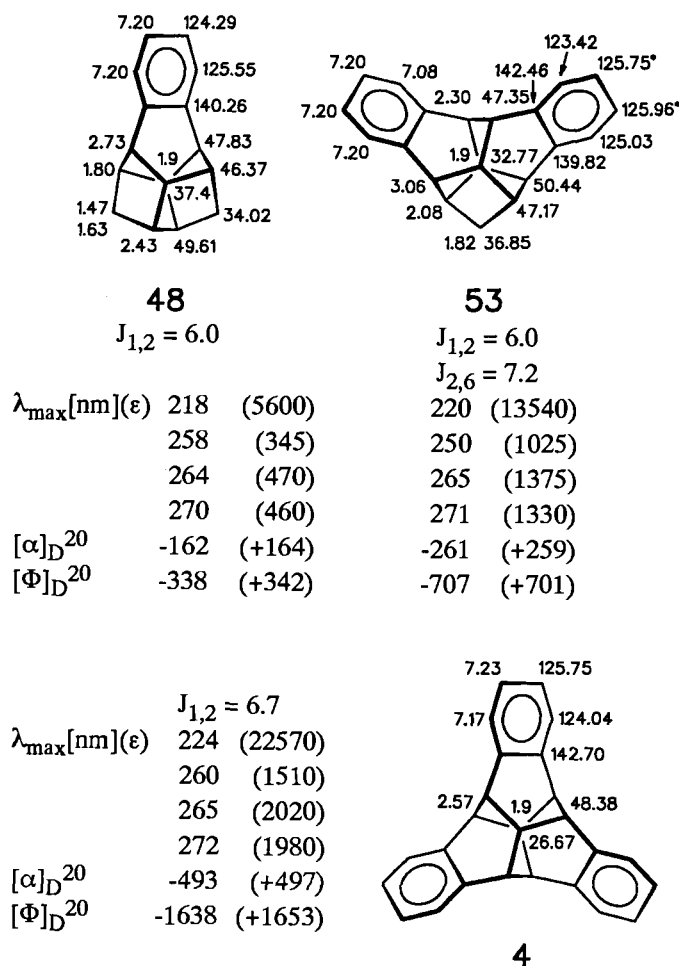 7.20 124.29
7.20 125.55
140.26
2.73 1.9 47.83
1.80 46.37
37.4
1.47 34.02
1.63
2.43 49.61
48
J1,2 = 6.0
123.42
7.20 7.08 142.46 125.75*
2.30 47.35
7.20 125.96*
7.20 1.9 32.77 125.03
139.82
3.06 50.44
2.08 47.17
1.82 36.85
53
J1,2 = 6.0
J2,6 = 7.2
λmax[nm](ε) 218 (5600) 220 (13540)
258 (345) 250 (1025)
264 (470) 265 (1375)
270 (460) 271 (1330)
[α]D20 -162 (+164) -261 (+259)
[Φ]D20 -338 (+342) -707 (+701)
J1,2 = 6.7
λmax[nm](ε) 224 (22570)
260 (1510)
265 (2020)
272 (1980)
[α]D20 -493 (+497)
[Φ]D20 -1638 (+1653)
7.23 125.75
7.17 124.04
142.70
2.57 1.9 48.38
26.67
4